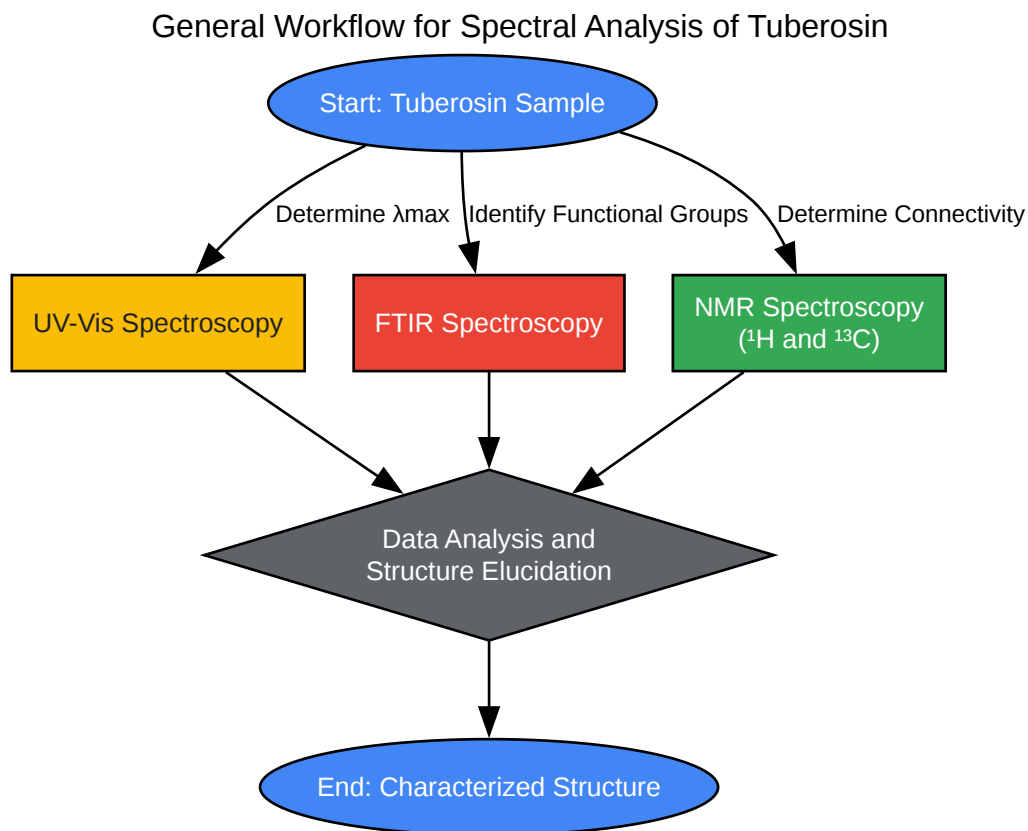 General Workflow for Spectral Analysis of Tuberosin
Start: Tuberosin Sample
Determine λmax
Identify Functional Groups
Determine Connectivity
UV-Vis Spectroscopy
FTIR Spectroscopy
NMR Spectroscopy
(¹H and ¹³C)
Data Analysis and
Structure Elucidation
End: Characterized Structure